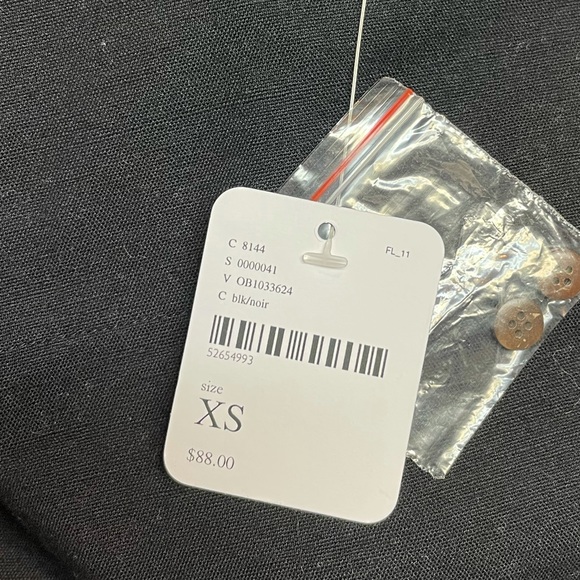 C 8144
FL_11
S 0000041
V OB1033624
C blk/noir
52654993
size
XS
$88.00